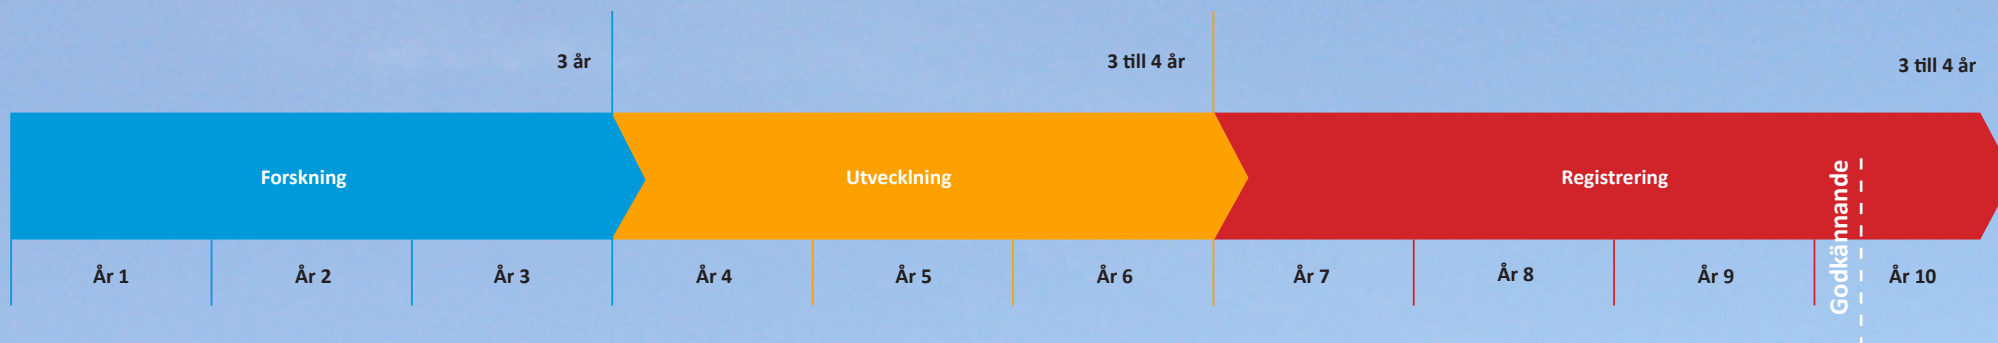 3 år
3 till 4 år
3 till 4 år
Forskning
Utvecklning
Registrering
Godkännande
År 1
År 2
År 3
År 4
År 5
År 6
År 7
År 8
År 9
År 10